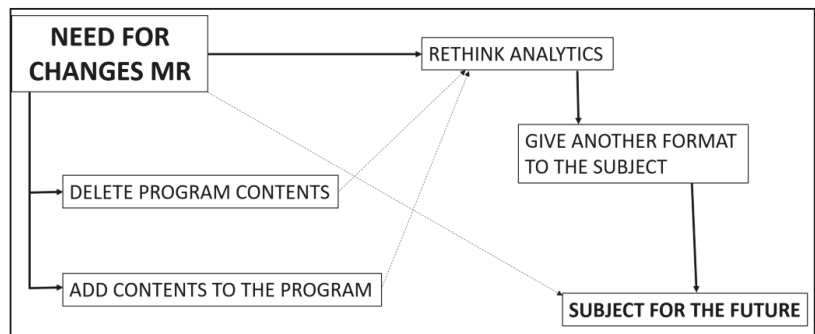 NEED FOR
CHANGES MR
RETHINK ANALYTICS
GIVE ANOTHER FORMAT
TO THE SUBJECT
DELETE PROGRAM CONTENTS
ADD CONTENTS TO THE PROGRAM
SUBJECT FOR THE FUTURE